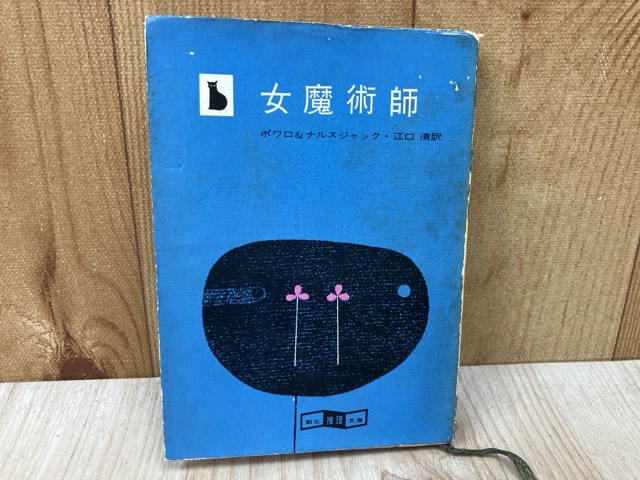 女魔術師
ボワロ&ナルスジャック・江口 清訳
創元 推理 文庫